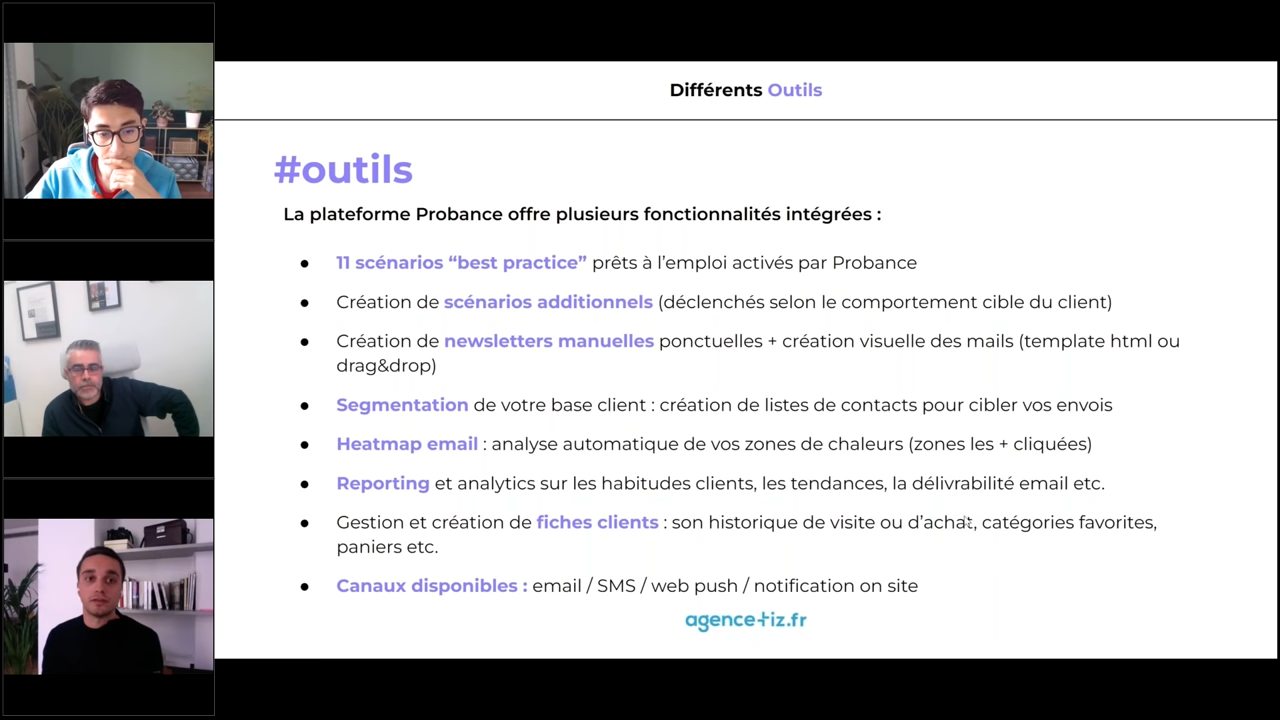 Différents Outils
#outils
La plateforme Probance offre plusieurs fonctionnalités intégrées :
● 11 scénarios “best practice” prêts à l’emploi activés par Probance
● Création de scénarios additionnels (déclenchés selon le comportement cible du client)
● Création de newsletters manuelles ponctuelles + création visuelle des mails (template html ou
drag&drop)
● Segmentation de votre base client : création de listes de contacts pour cibler vos envois
● Heatmap email : analyse automatique de vos zones de chaleurs (zones les + cliquées)
● Reporting et analytics sur les habitudes clients, les tendances, la délivrabilité email etc.
● Gestion et création de fiches clients : son historique de visite ou d’achat, catégories favorites,
paniers etc.
● Canaux disponibles : email / SMS / web push / notification on site
agence-tiz.fr